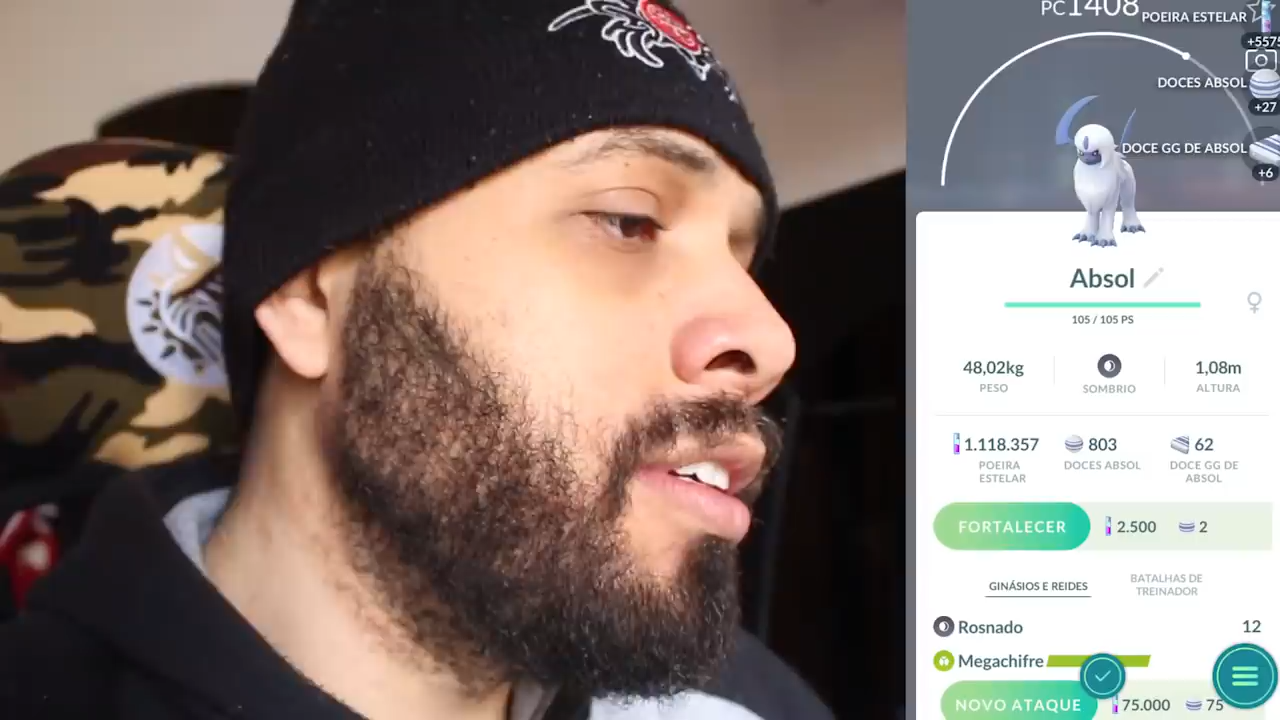 PC1408
POEIRA ESTELAR
+5575
DOCES ABSOL
+27
DOCE GG DE ABSOL
+6
Absol
105 / 105 PS
48,02kg
PESO
SOMBRIO
1,08m
ALTURA
1.118.357
POEIRA
ESTELAR
803
DOCES ABSOL
62
DOCE GG DE
ABSOL
FORTALECER
2.500
2
GINÁSIOS E REIDES
BATALHAS DE
TREINADOR
Rosnado
12
Megachifre
NOVO ATAQUE
75.000
75